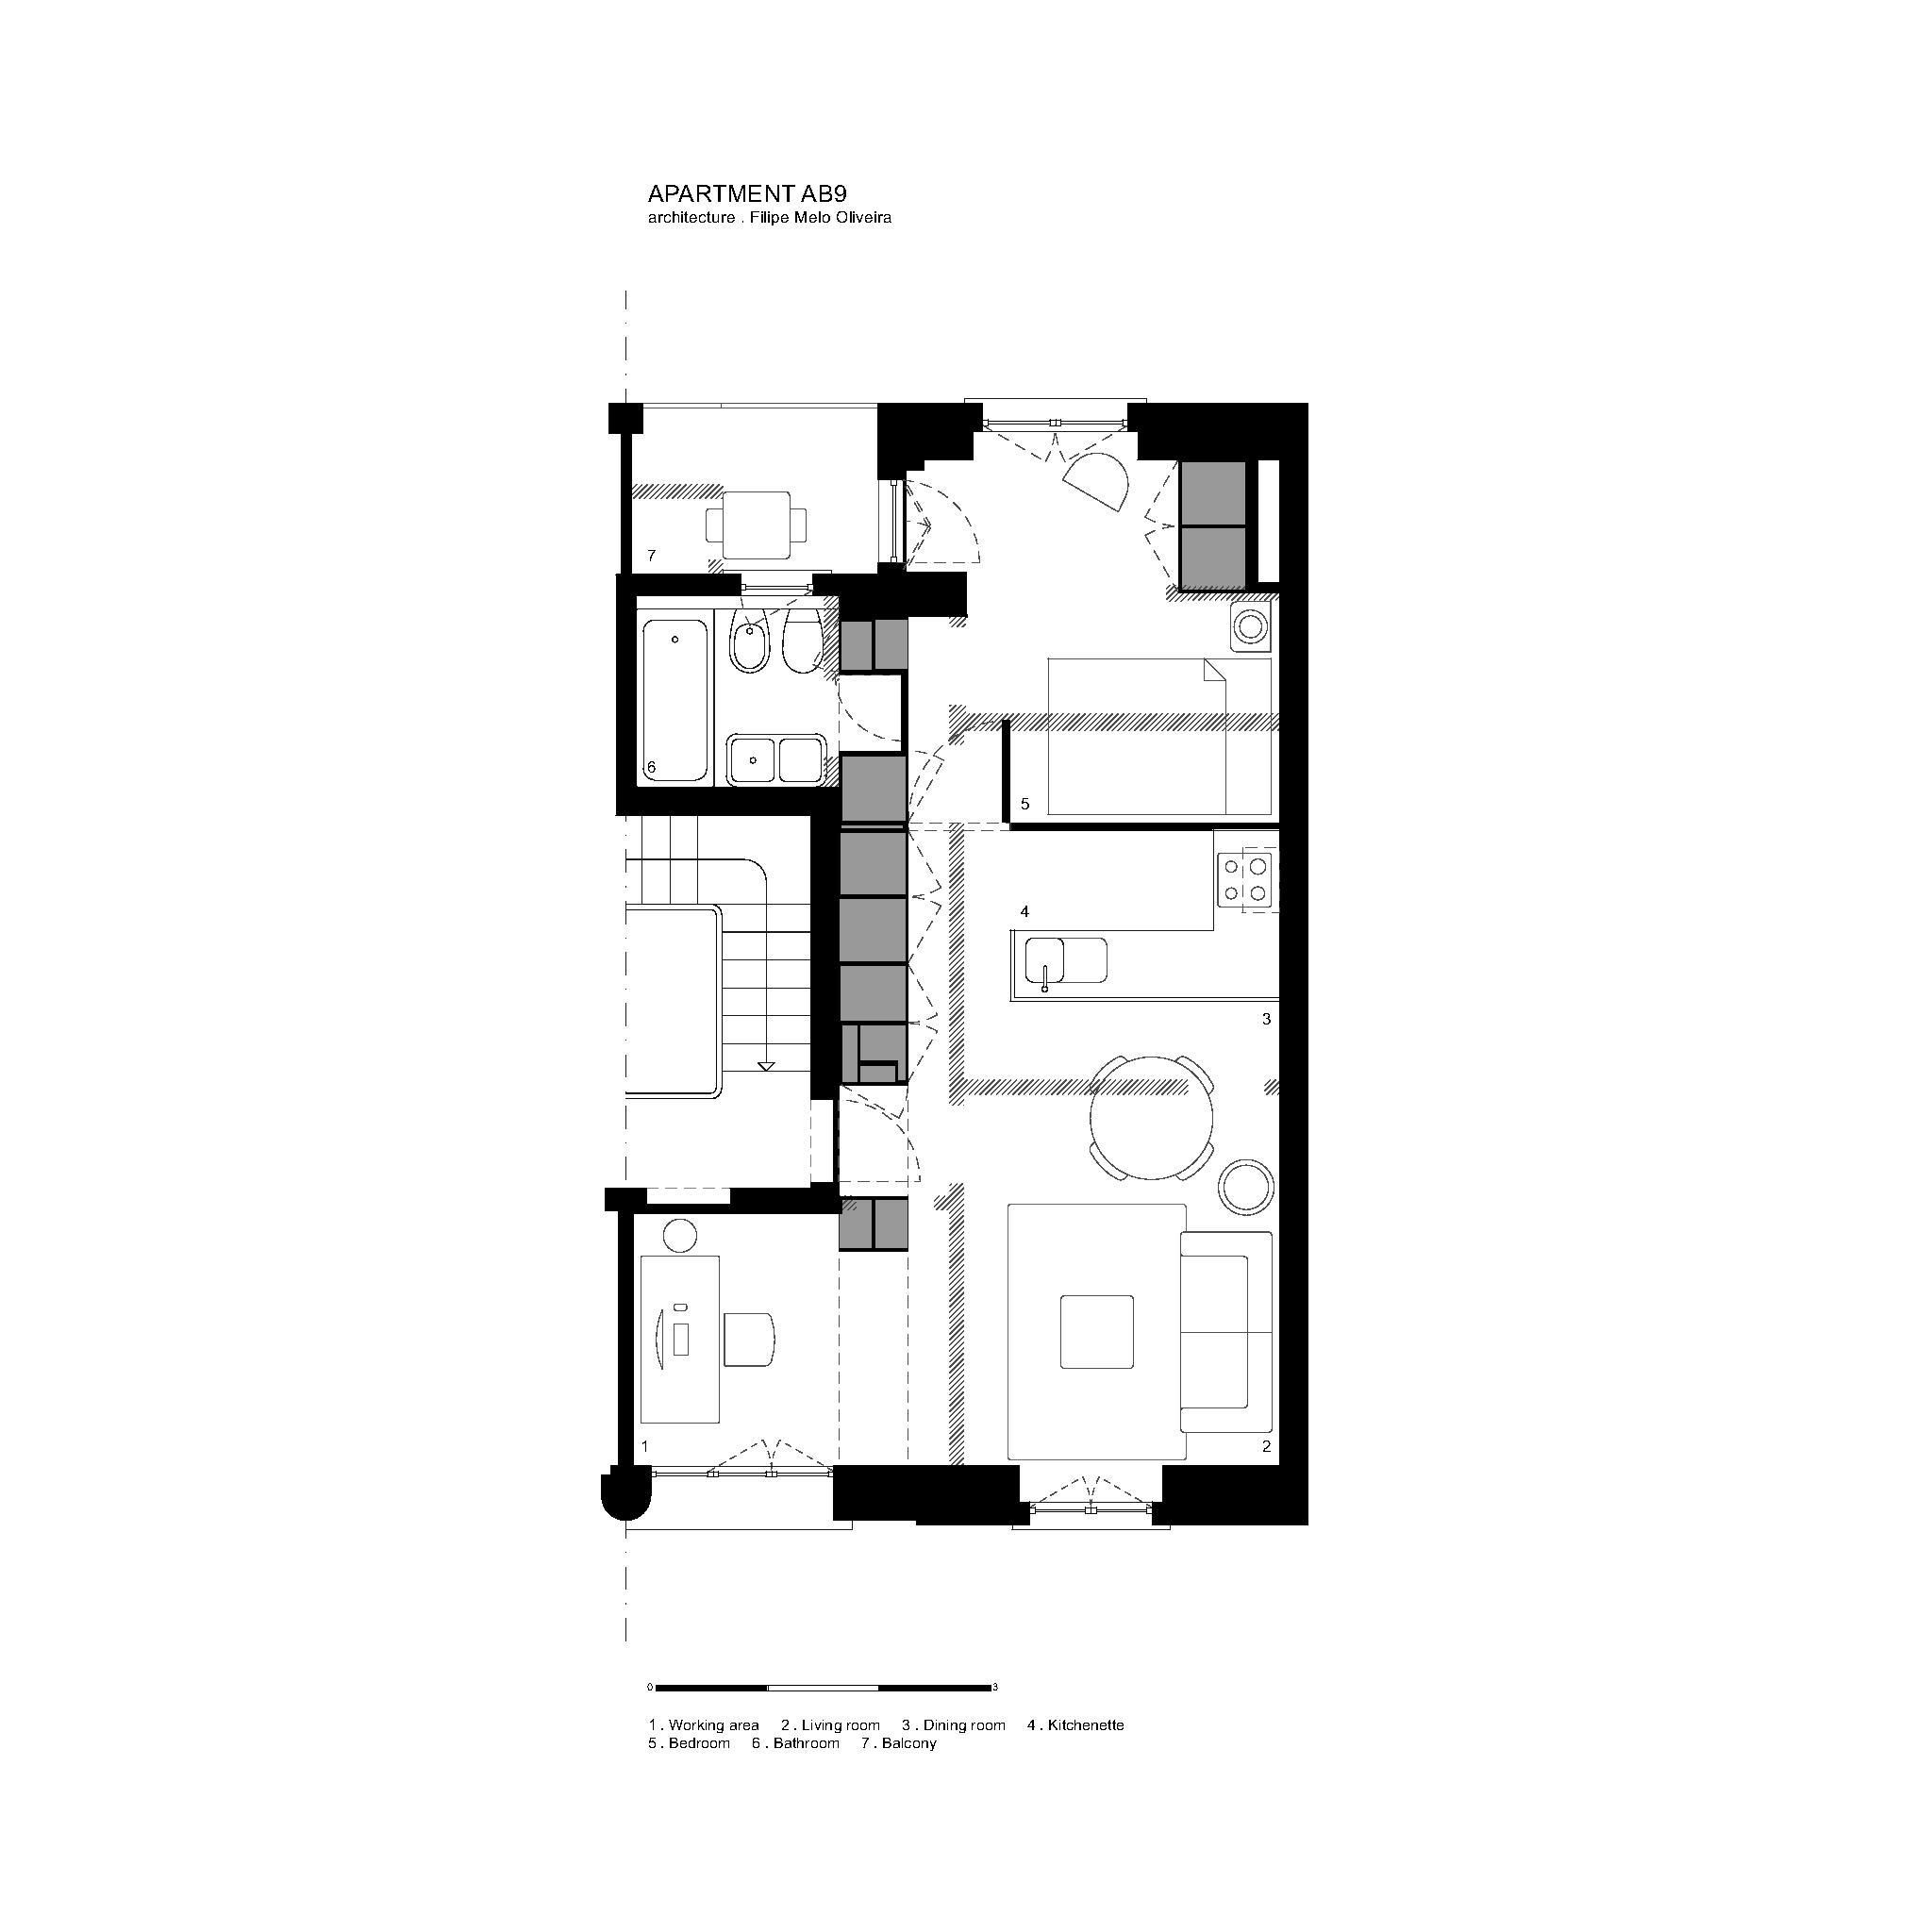 APARTMENT AB9
architecture . Filipe Melo Oliveira
7
6
5
4
3
1
2
0 3
1 . Working area 2 . Living room 3 . Dining room 4 . Kitchenette
5 . Bedroom 6 . Bathroom 7 . Balcony